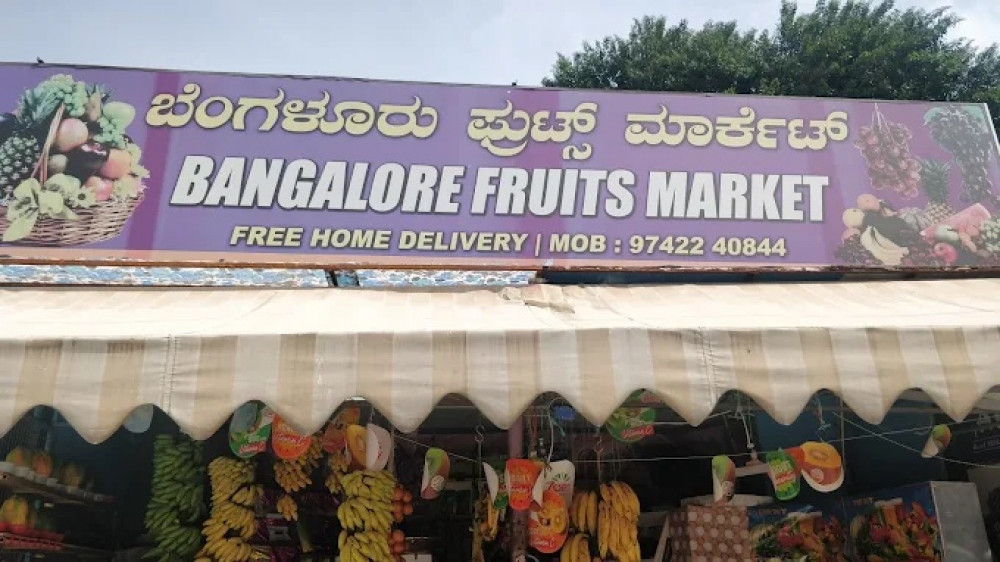 ಬೆಂಗಳೂರು ಫ್ರುಟ್ಸ್ ಮಾರ್ಕೆಟ್
BANGALORE FRUITS MARKET
FREE HOME DELIVERY | MOB : 97422 40844